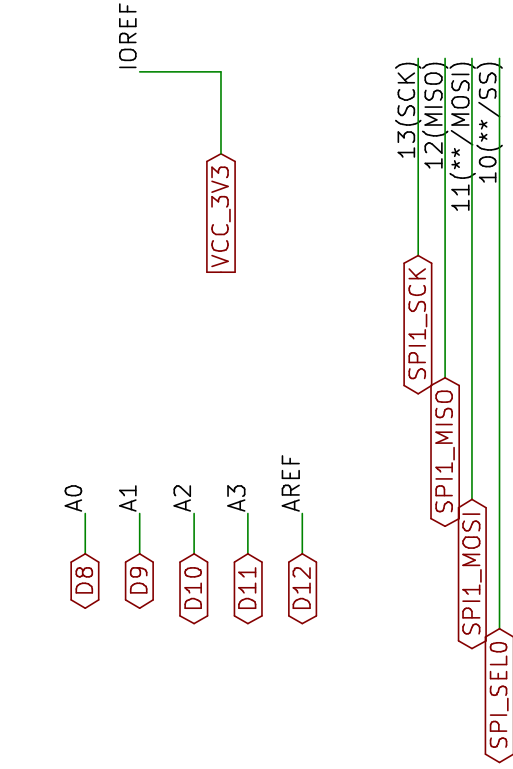 IOREF
VCC_3V3
13(SCK)
12(MISO)
11(**/MOSI)
10(**/SS)
SPI1_SCK
SPI1_MISO
SPI1_MOSI
SPI_SEL0
A0
A1
A2
A3
AREF
D8
D9
D10
D11
D12